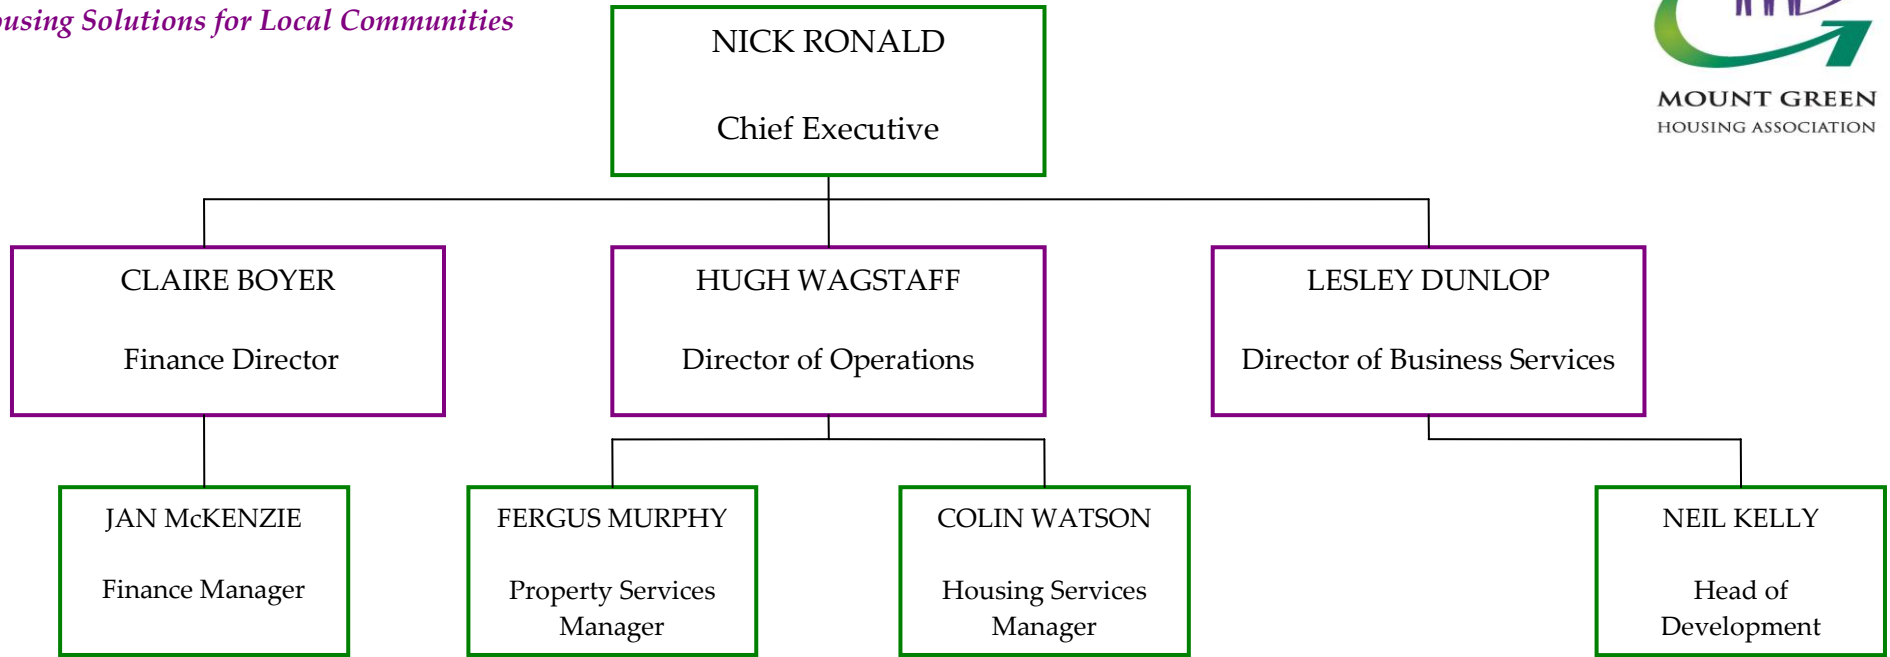 Solutions for Local Communities
NICK RONALD
Chief Executive
MOUNT GREEN
HOUSING ASSOCIATION
CLAIRE BOYER
Finance Director
HUGH WAGSTAFF
Director of Operations
LESLEY DUNLOP
Director of Business Services
JAN McKENZIE
Finance Manager
FERGUS MURPHY
Property Services
Manager
COLIN WATSON
Housing Services
Manager
NEIL KELLY
Head of
Development